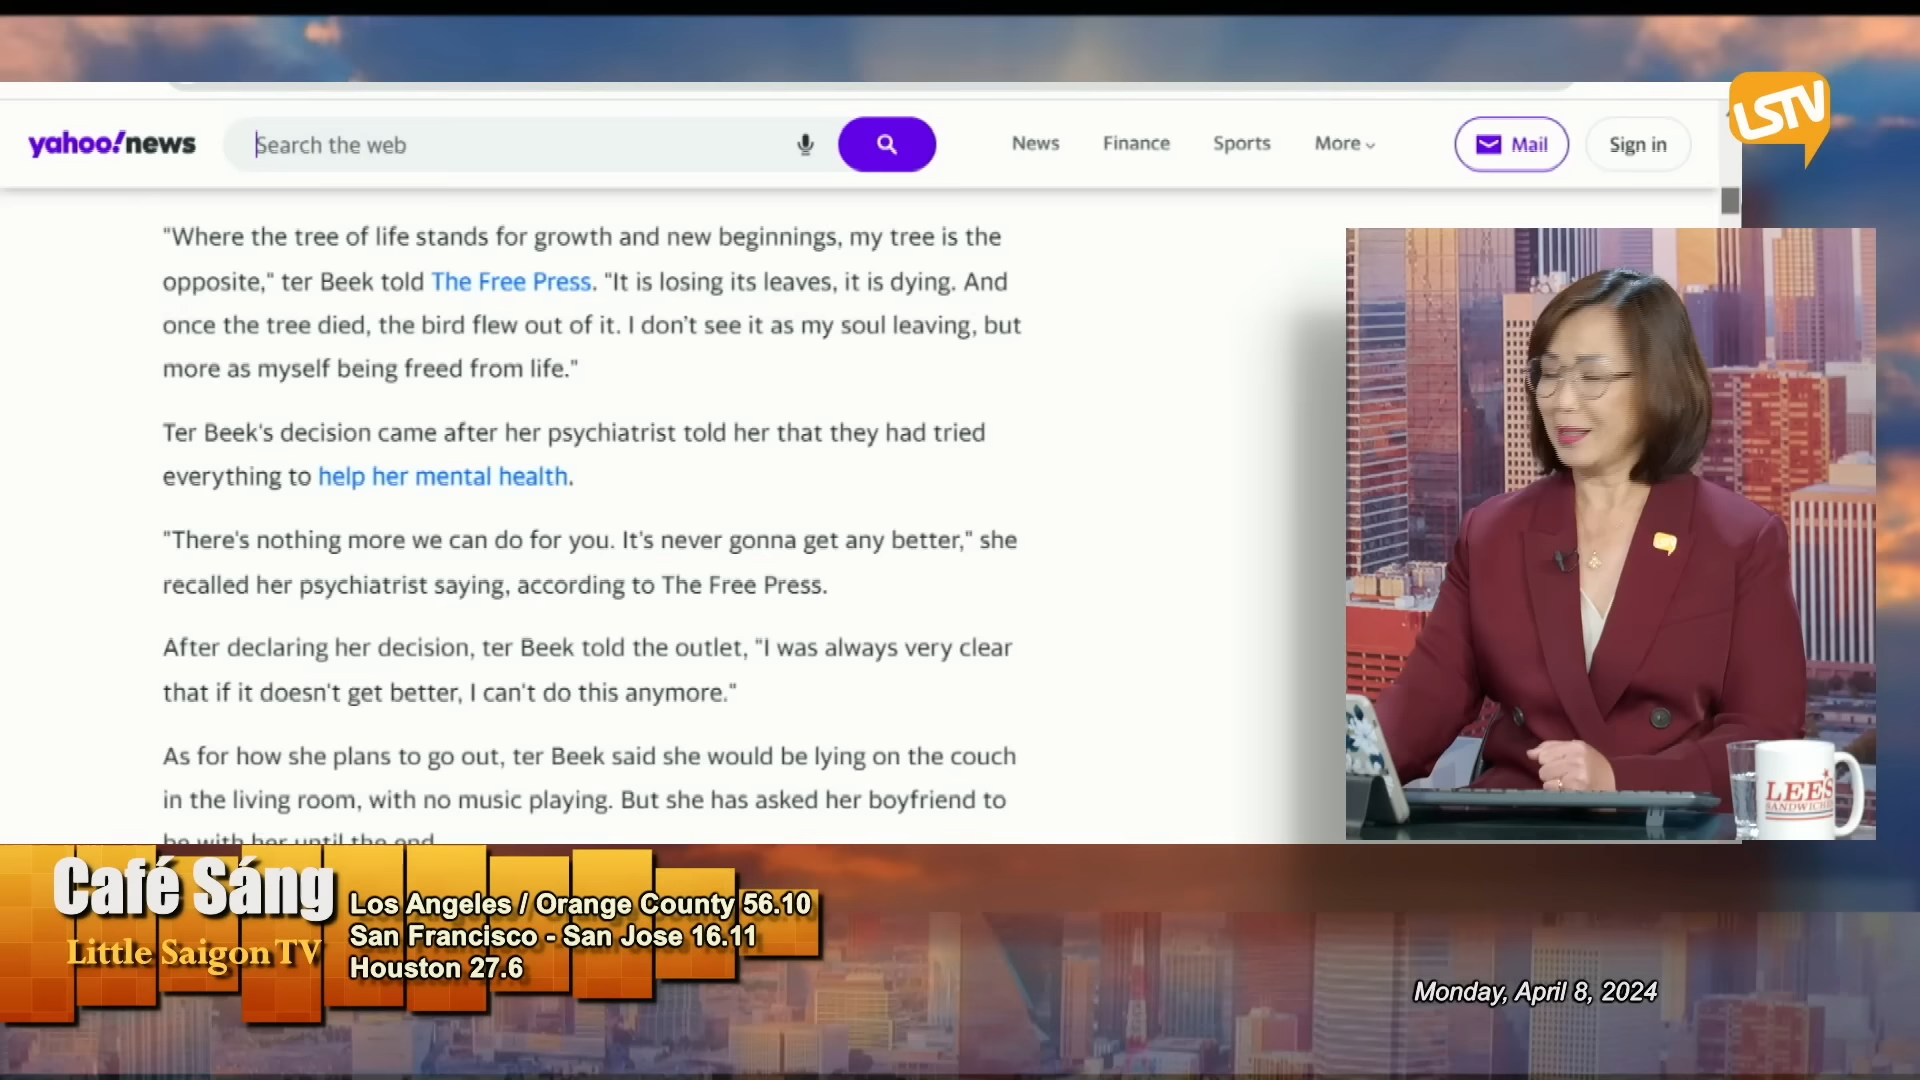 LSTV
yahoo!news
Search the web
News
Finance
Sports
More
Mail
Sign in
"Where the tree of life stands for growth and new beginnings, my tree is the
opposite," ter Beek told The Free Press. "It is losing its leaves, it is dying. And
once the tree died, the bird flew out of it. I don't see it as my soul leaving, but
more as myself being freed from life."
Ter Beek's decision came after her psychiatrist told her that they had tried
everything to help her mental health.
"There's nothing more we can do for you. It's never gonna get any better," she
recalled her psychiatrist saying, according to The Free Press.
After declaring her decision, ter Beek told the outlet, "I was always very clear
that if it doesn't get better, I can't do this anymore."
As for how she plans to go out, ter Beek said she would be lying on the couch
in the living room, with no music playing. But she has asked her boyfriend to
be with her until the end.
LEE'S
SANDWICHES
Café Sáng
Little Saigon TV
Los Angeles / Orange County 56.10
San Francisco - San Jose 16.11
Houston 27.6
Monday, April 8, 2024